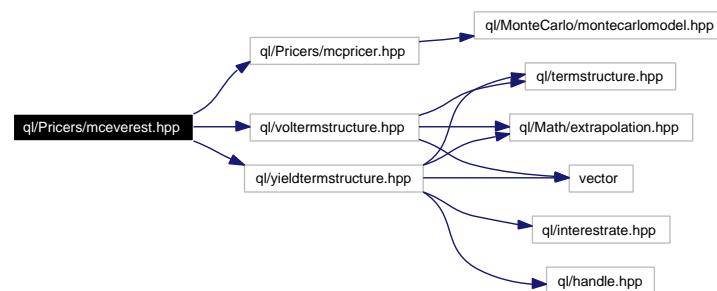 ql/MonteCarlo/montecarlomodel.hpp
ql/Pricers/mcpricer.hpp
ql/termstructure.hpp
ql/Pricers/mceverest.hpp
ql/voltermstructure.hpp
ql/Math/extrapolation.hpp
ql/yieldtermstructure.hpp
vector
ql/interestrate.hpp
ql/handle.hpp